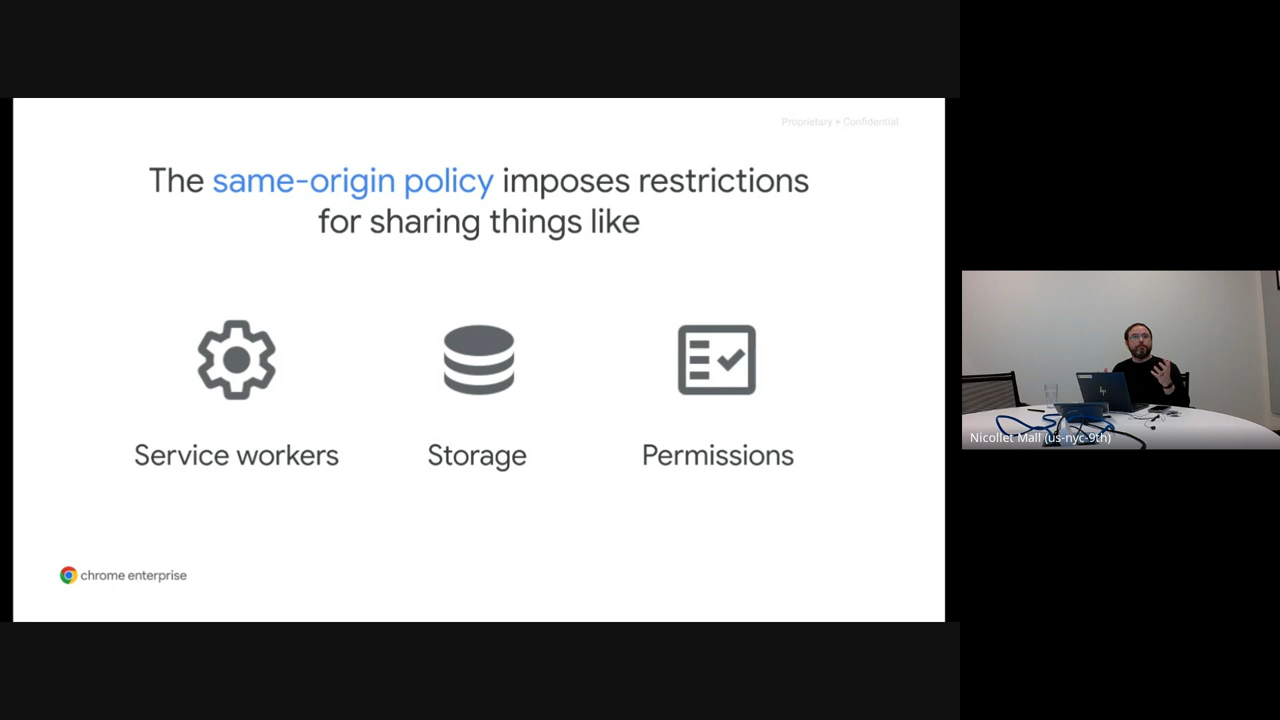 Proprietary + Confidential
The same-origin policy imposes restrictions
for sharing things like
Service workers
Storage
Permissions
chrome enterprise
Nicollet Mall (us-nyc-9th)
hp